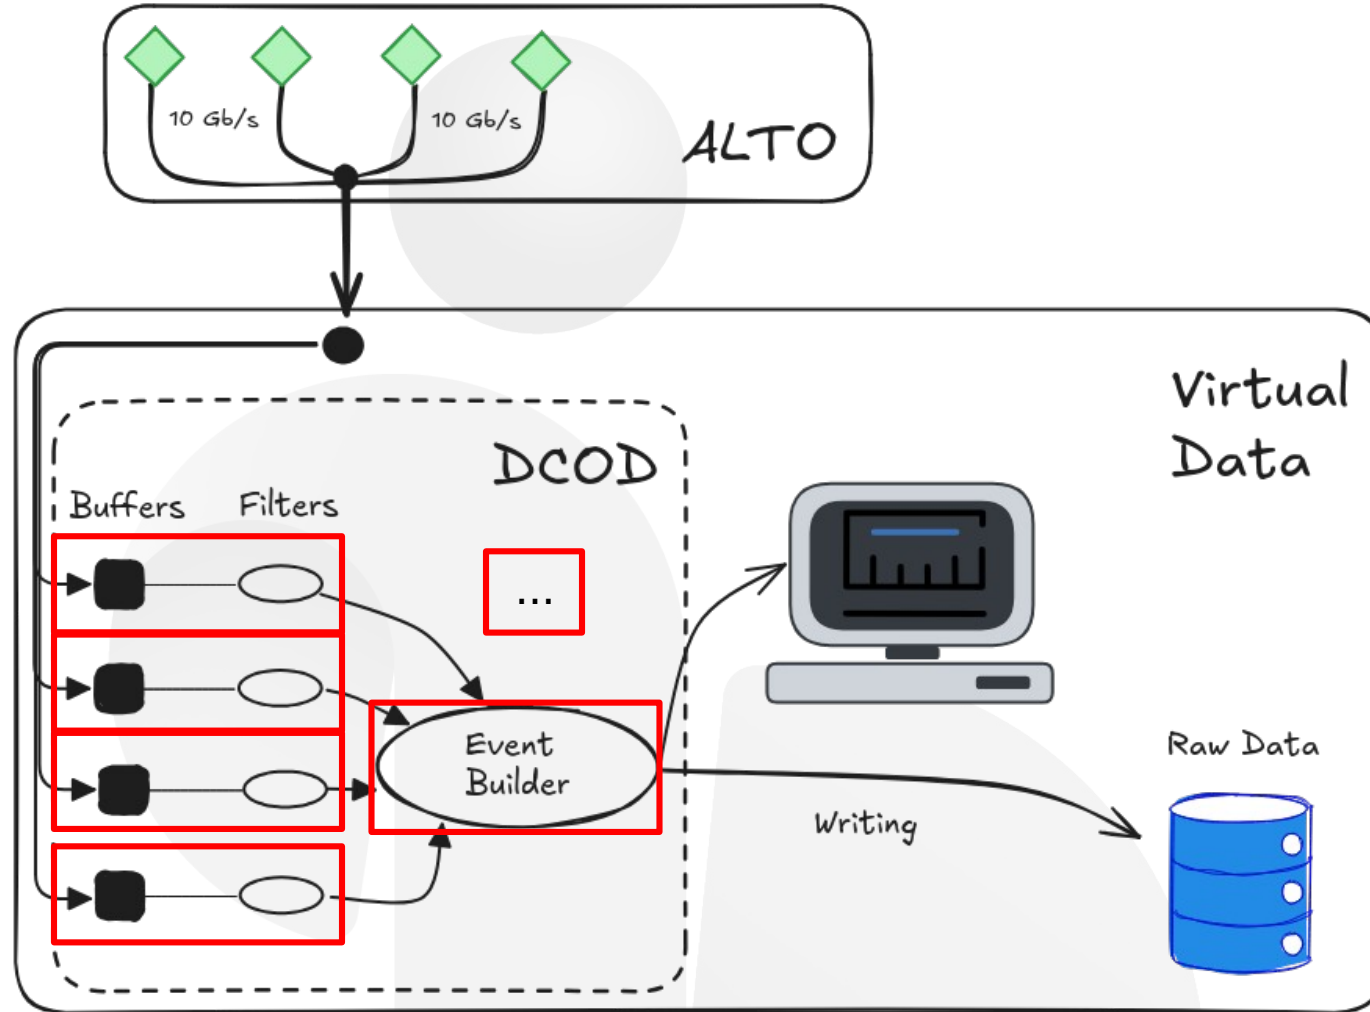 10 Gb/s
10 Gb/s
ALTO
Virtual
Data
DCOD
Buffers
Filters
...
Event
Builder
Raw Data
Writing